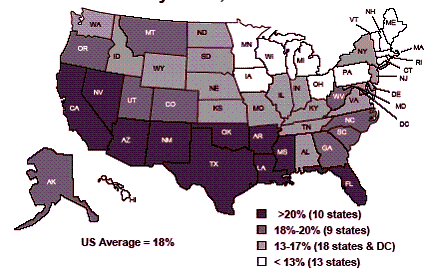 NH
VT
ME
WA
MT
ND
MN
OR
ID
SD
WI
MI
NY
MA
RI
CT
NJ
WY
IA
PA
NE
IL
IN
OH
DE
NV
UT
CO
WV
VA
MD
CA
KS
MO
KY
DC
NC
TN
AZ
NM
OK
AR
SC
MS
AL
GA
TX
LA
AK
FL
HI
>20% (10 states)
US Average = 18%
18%-20% (9 states)
13-17% (18 states & DC)
< 13% (13 states)